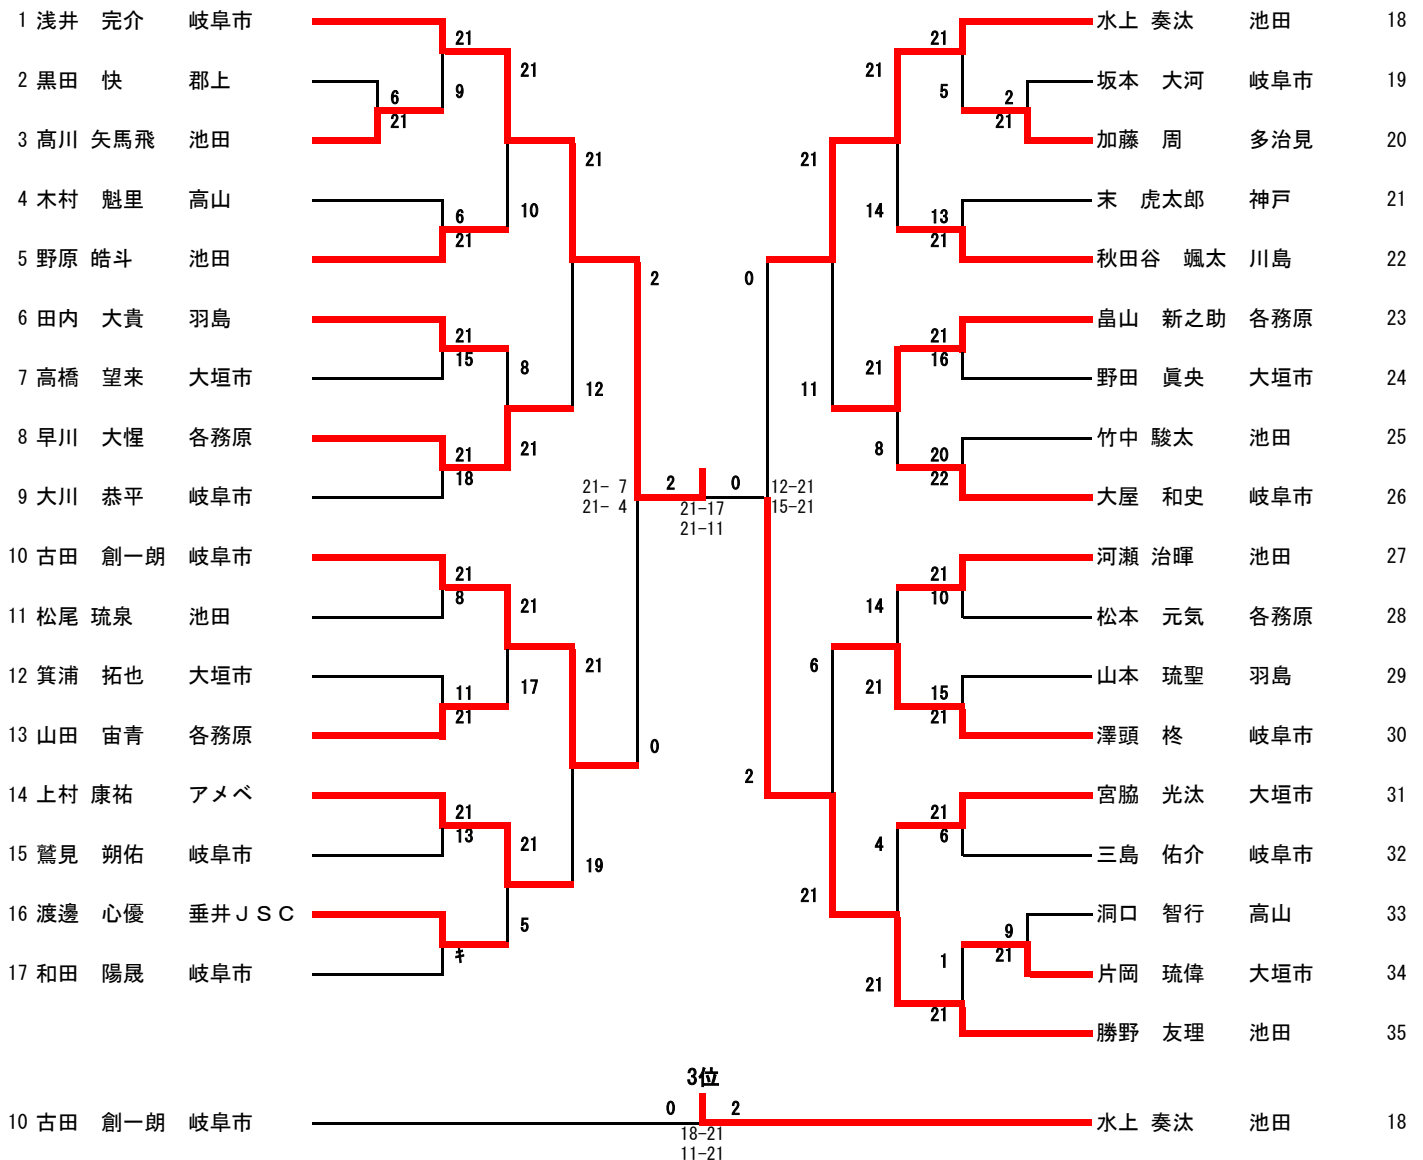 1 浅井　完介　岐阜市　水上 奏汰　池田　18
21　21
21　21
2 黒田　快　郡上　坂本　大河　岐阜市　19
6　9　5　2
21　21
3 髙川 矢馬飛　池田　加藤　周　多治見　20
21　21
4 木村　魁里　高山　末　虎太郎　神戸　21
6　10　14　13
21　21
5 野原 皓斗　池田　秋田谷　颯太　川島　22
2　0
6 田内　大貴　羽島　畠山　新之助　各務原　23
21　21
15　8　21　16
7 高橋　望来　大垣市　野田　眞央　大垣市　24
12　11
8 早川　大惺　各務原　竹中 駿太　池田　25
21　21　8　20
18　22
21- 7　2　0　12-21
9 大川　恭平　岐阜市　大屋　和史　岐阜市　26
21- 4　21-17　15-21
21-11
10 古田　創一朗　岐阜市　河瀬 治暉　池田　27
21　21
8　21　14　10
11 松尾 琉泉　池田　松本　元気　各務原　28
21　6
12 箕浦　拓也　大垣市　山本　琉聖　羽島　29
11　17　21　15
21　21
13 山田　宙青　各務原　澤頭　柊　岐阜市　30
0　2
14 上村 康祐　アメベ　宮脇　光汰　大垣市　31
21　21
13　21　4　6
15 鷲見　朔佑　岐阜市　三島　佑介　岐阜市　32
19　21
16 渡邊　心優　垂井ＪＳＣ　洞口　智行　高山　33
5　9
キ　1　21
17 和田　陽晟　岐阜市　片岡　琉偉　大垣市　34
21
21
勝野　友理　池田　35
3位
0　2
10 古田　創一朗　岐阜市　水上 奏汰　池田　18
18-21
11-21